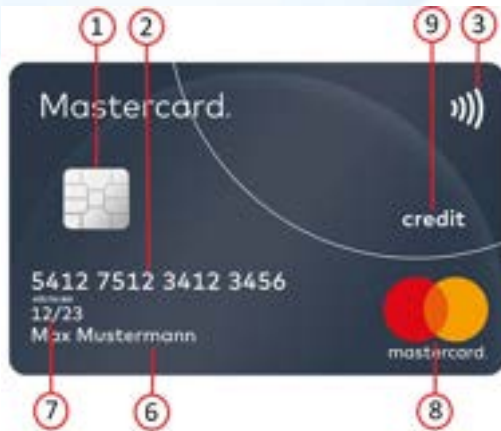 1 2 9 3
Mastercard.
credit
5412 7512 3412 3456
12/23
Max Mustermann
mastercard.
7 6 8